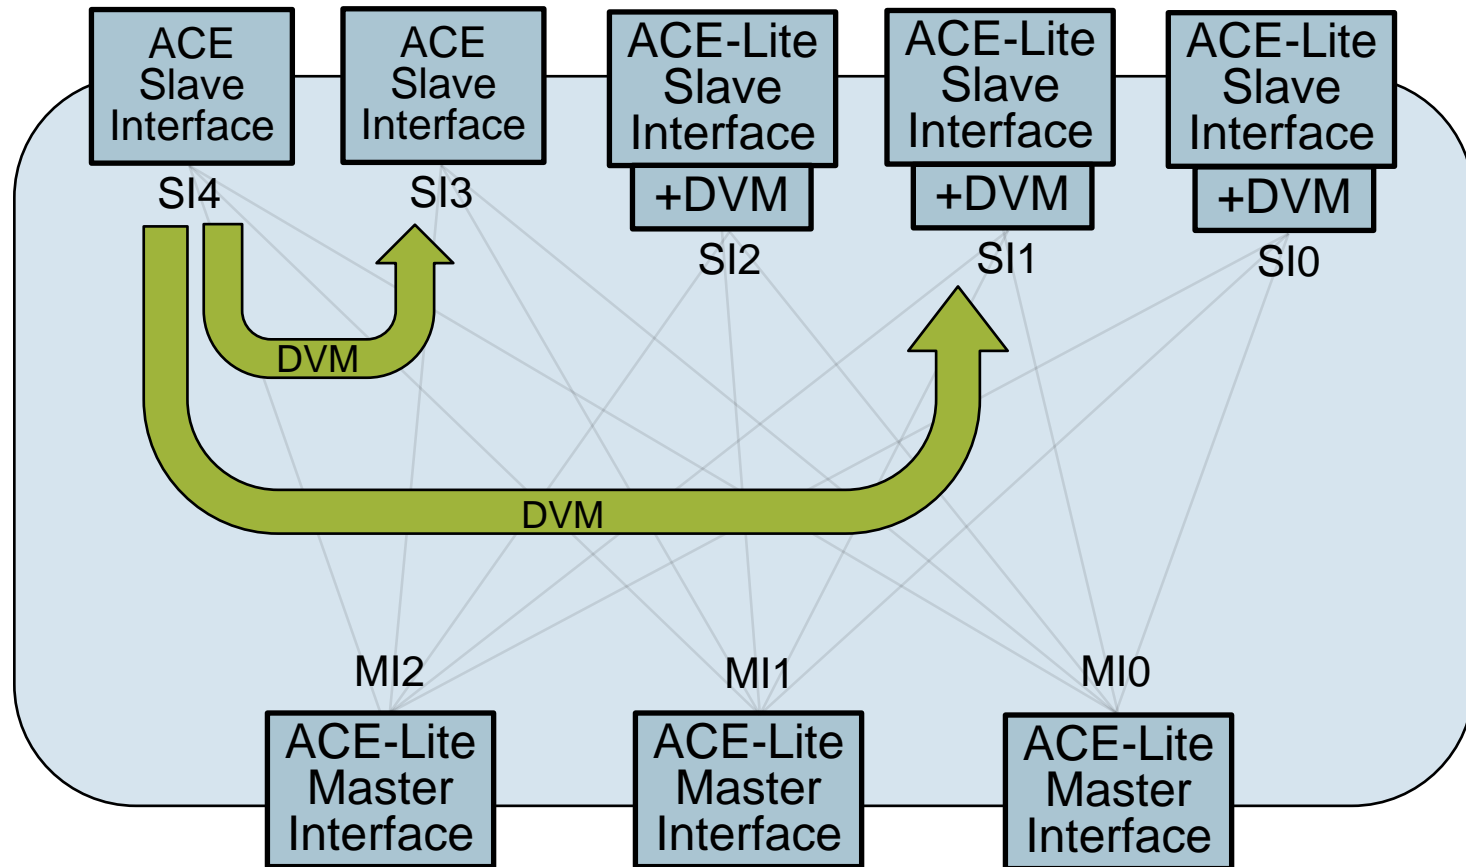 ACE
Slave
Interface
SI4
ACE
Slave
Interface
SI3
ACE-Lite
Slave
Interface
+DVM
SI2
ACE-Lite
Slave
Interface
+DVM
SI1
ACE-Lite
Slave
Interface
+DVM
SI0
DVM
DVM
MI2
ACE-Lite
Master
Interface
MI1
ACE-Lite
Master
Interface
MI0
ACE-Lite
Master
Interface